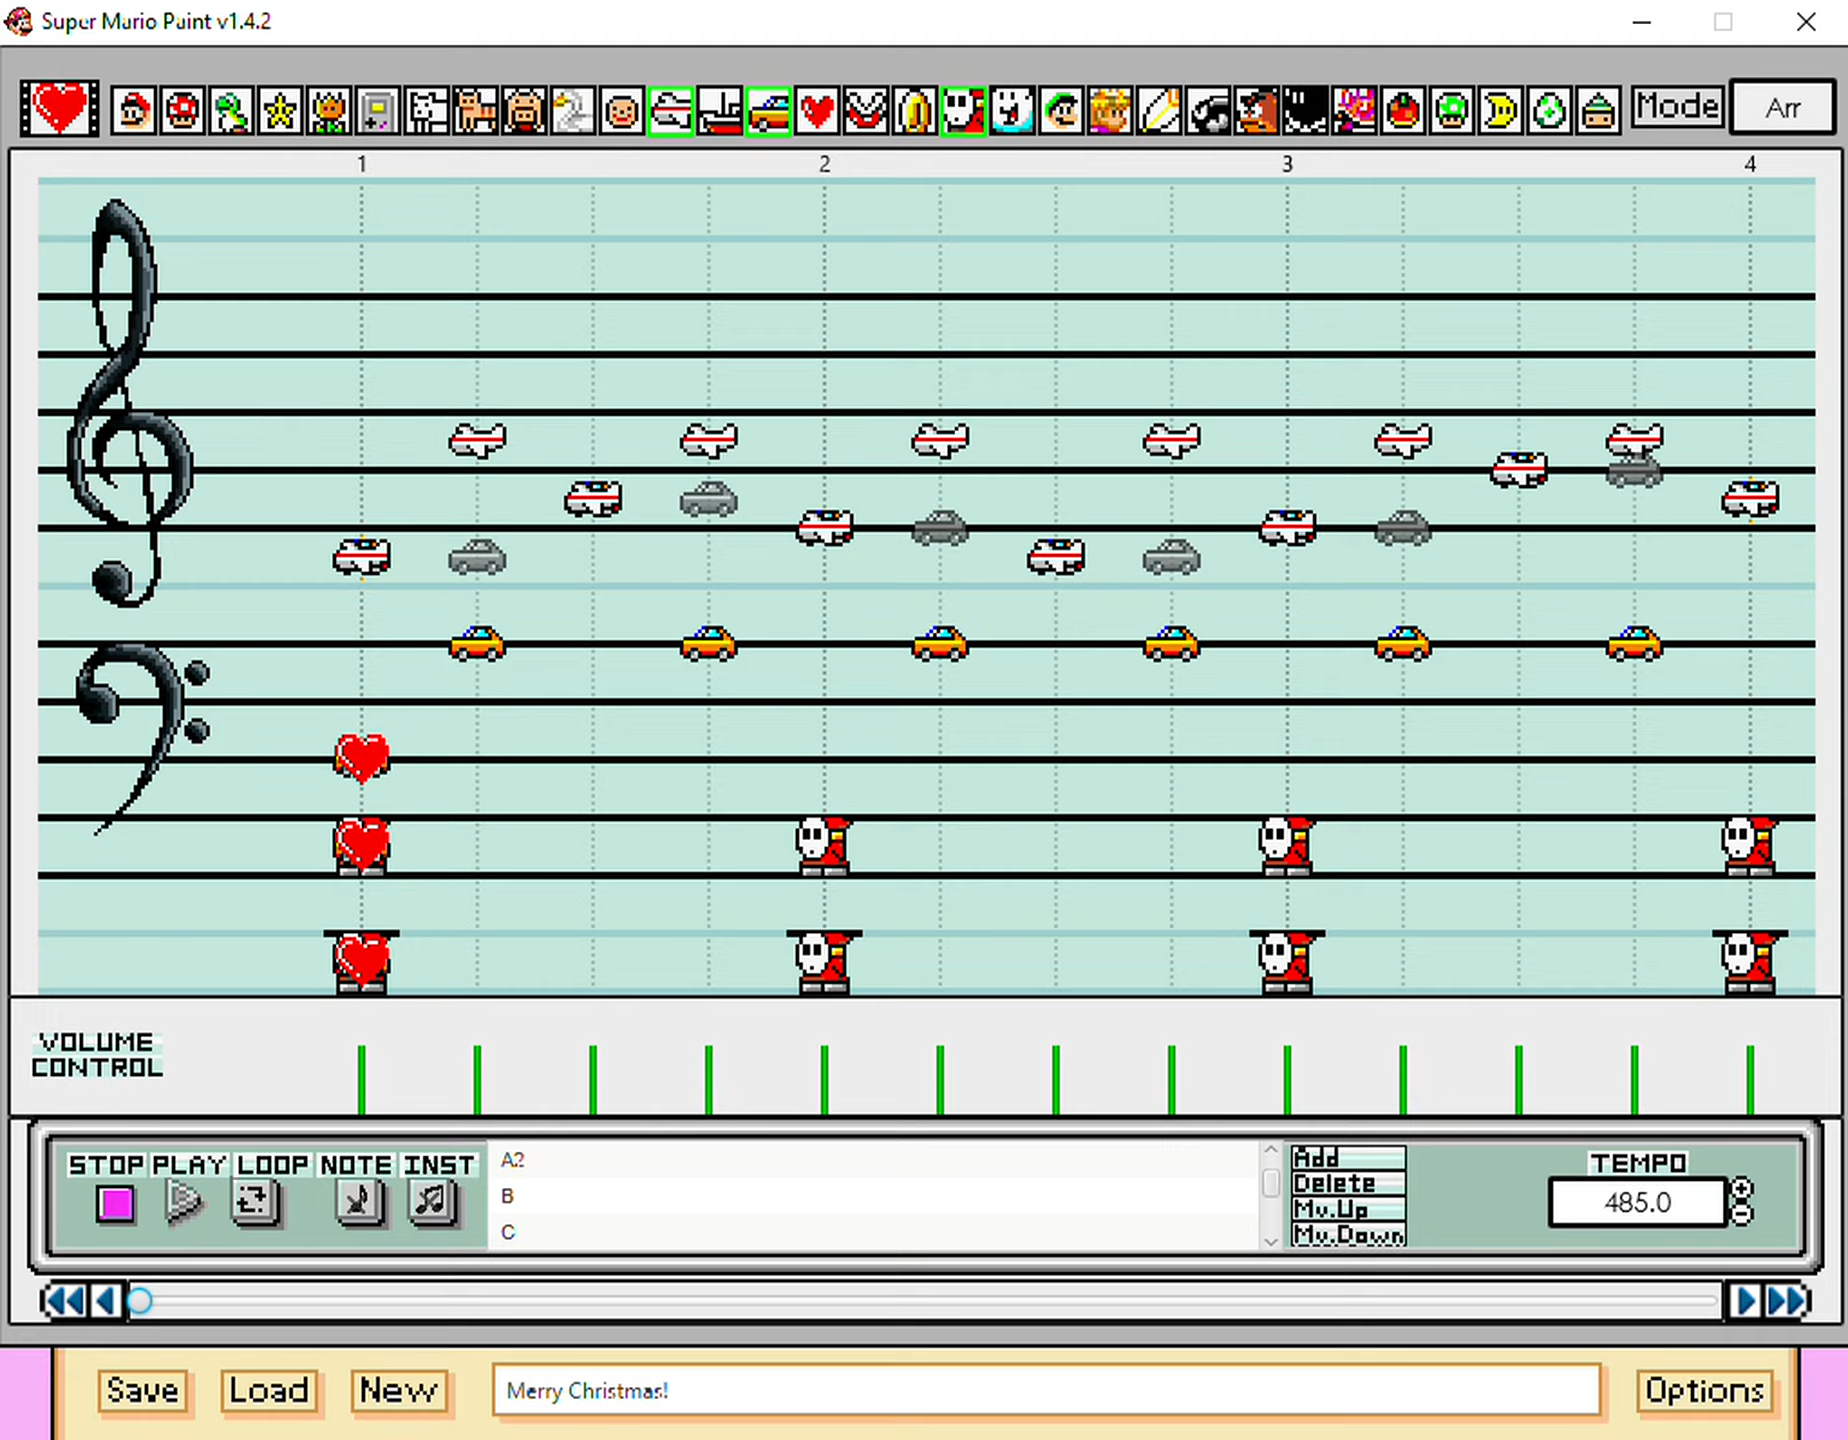 Super Mario Paint v1.4.2
Mode
Arr
1 2 3 4
VOLUME
CONTROL
STOP PLAY LOOP NOTE INST
A2
B
C
Add
Delete
Mv.Up
Mv.Down
TEMPO
485.0
Save
Load
New
Merry Christmas!
Options